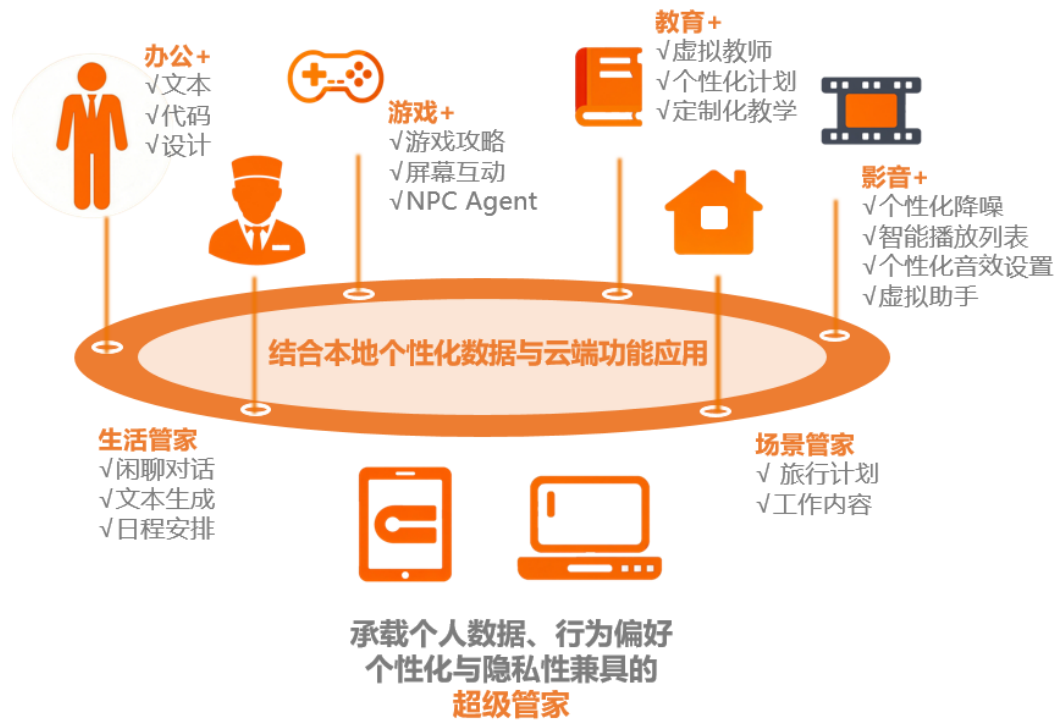 办公+
√文本
√代码
√设计
游戏+
√游戏攻略
√屏幕互动
√NPC Agent
教育+
√虚拟教师
√个性化计划
√定制化教学
影音+
√个性化降噪
√智能播放列表
√个性化音效设置
√虚拟助手
结合本地个性化数据与云端功能应用
生活管家
√闲聊对话
√文本生成
√日程安排
场景管家
√ 旅行计划
√工作内容
承载个人数据、行为偏好
个性化与隐私性兼具的
超级管家